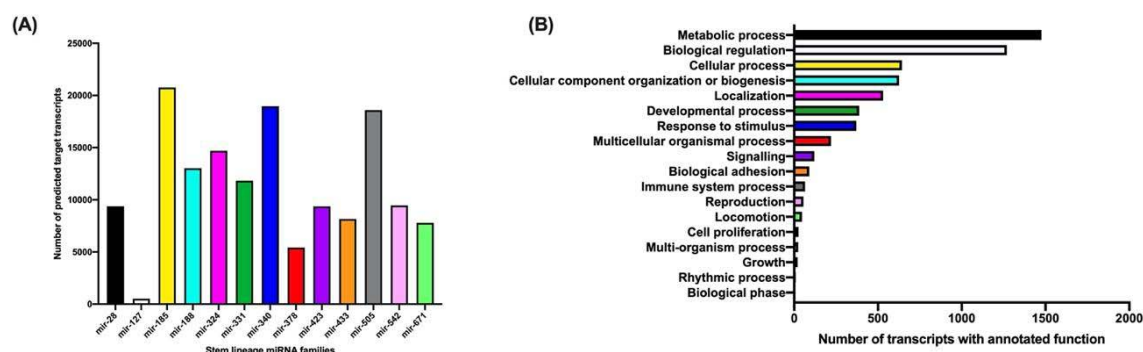 (A)
25000
20000
15000
10000
5000
0
Number of predicted target transcripts
mir-28
mir-127
mir-185
mir-188
mir-324
mir-331
mir-340
mir-378
mir-423
mir-433
mir-505
mir-542
mir-671
Stem lineage miRNA families
(B)
Metabolic process
Biological regulation
Cellular process
Cellular component organization or biogenesis
Localization
Developmental process
Response to stimulus
Multicellular organismal process
Signalling
Biological adhesion
Immune system process
Reproduction
Locomotion
Cell proliferation
Multi-organism process
Growth
Rhythmic process
Biological phase
0
500
1000
1500
2000
Number of transcripts with annotated function